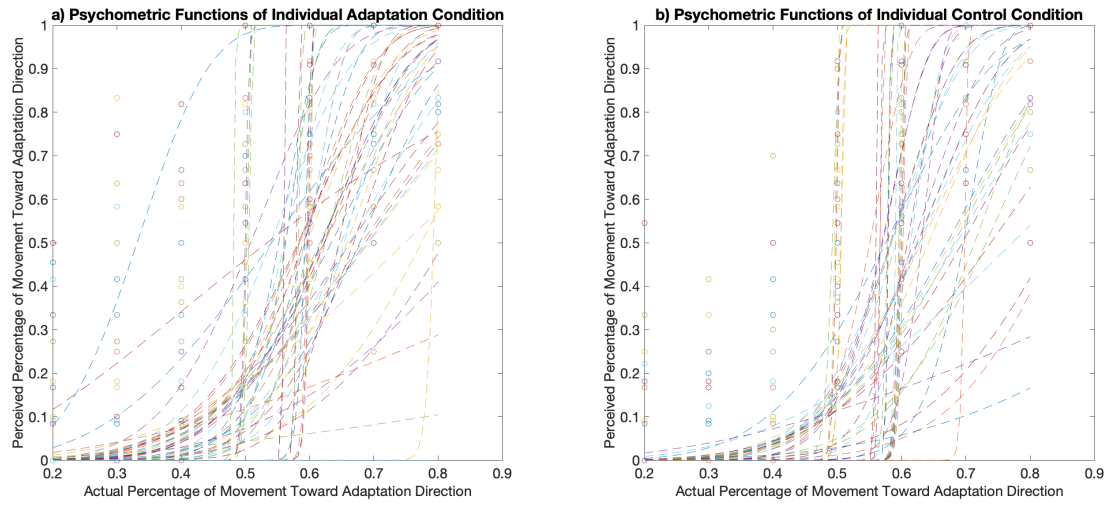 a) Psychometric Functions of Individual Adaptation Condition
Perceived Percentage of Movement Toward Adaptation Direction
1
0.9
0.8
0.7
0.6
0.5
0.4
0.3
0.2
0.1
0
0.2 0.3 0.4 0.5 0.6 0.7 0.8 0.9
Actual Percentage of Movement Toward Adaptation Direction
b) Psychometric Functions of Individual Control Condition
Perceived Percentage of Movement Toward Adaptation Direction
1
0.9
0.8
0.7
0.6
0.5
0.4
0.3
0.2
0.1
0
0.2 0.3 0.4 0.5 0.6 0.7 0.8 0.9
Actual Percentage of Movement Toward Adaptation Direction